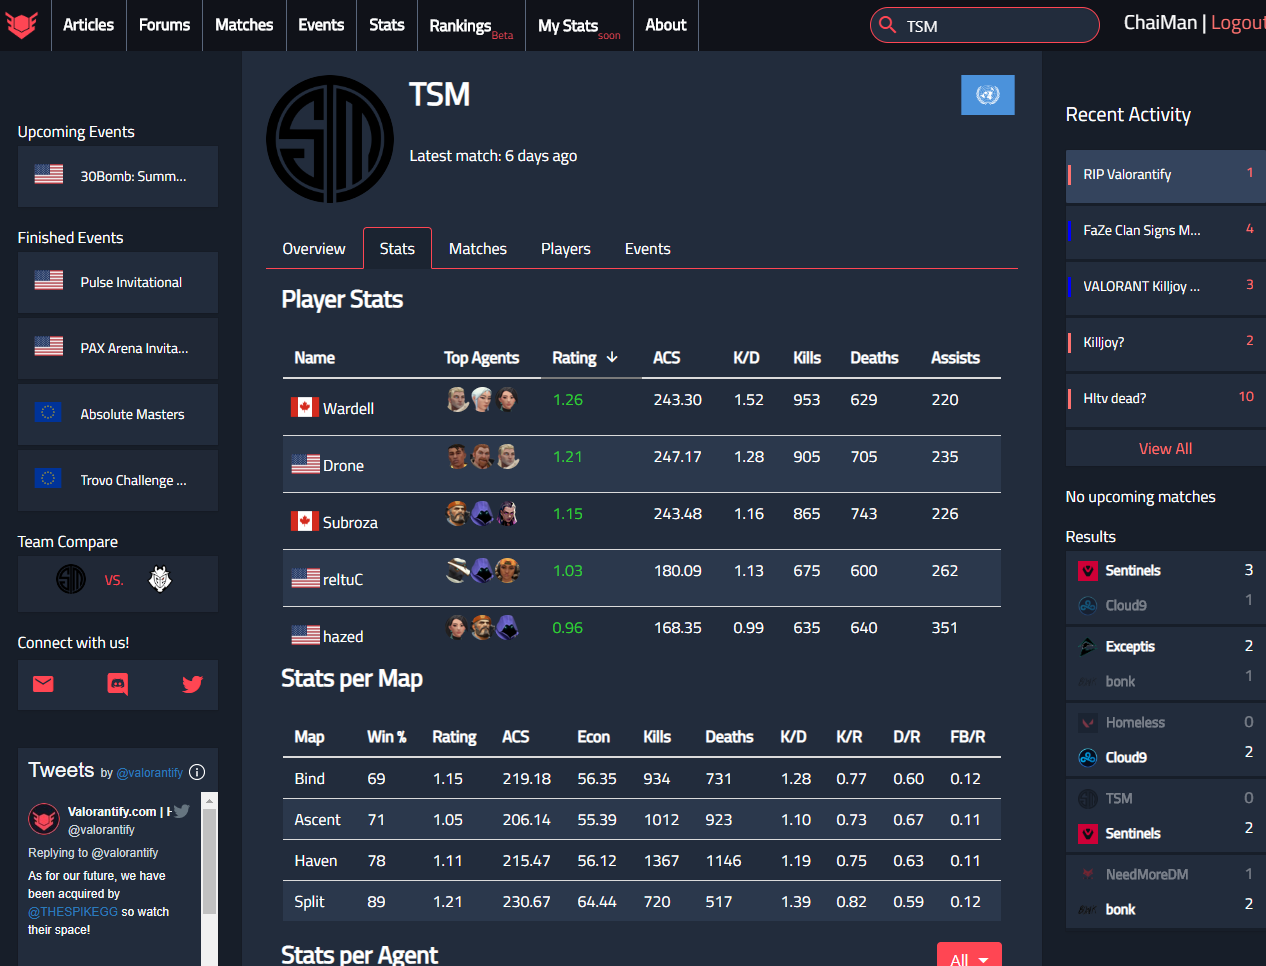 Articles Forums Matches Events Stats Rankings Beta My Stats soon About TSM ChaiMan | Logout
Upcoming Events
30Bomb: Summ...
Finished Events
Pulse Invitational
PAX Arena Invita...
Absolute Masters
Trovo Challenge ...
Team Compare
VS.
Connect with us!
Tweets by @valorantify
Valorantify.com | H
@valorantify
Replying to @valorantify
As for our future, we have
been acquired by
@THESPIKEGG so watch
their space!
TSM
Latest match: 6 days ago
Overview Stats Matches Players Events
Player Stats
Name Top Agents Rating ACS K/D Kills Deaths Assists
Wardell 1.26 243.30 1.52 953 629 220
Drone 1.21 247.17 1.28 905 705 235
Subroza 1.15 243.48 1.16 865 743 226
reltuC 1.03 180.09 1.13 675 600 262
hazed 0.96 168.35 0.99 635 640 351
Stats per Map
Map Win % Rating ACS Econ Kills Deaths K/D K/R D/R FB/R
Bind 69 1.15 219.18 56.35 934 731 1.28 0.77 0.60 0.12
Ascent 71 1.05 206.14 55.39 1012 923 1.10 0.73 0.67 0.11
Haven 78 1.11 215.47 56.12 1367 1146 1.19 0.75 0.63 0.11
Split 89 1.21 230.67 64.44 720 517 1.39 0.82 0.59 0.12
Stats per Agent
All
Recent Activity
RIP Valorantify 1
FaZe Clan Signs M... 4
VALORANT Killjoy ... 3
Killjoy? 2
Hltv dead? 10
View All
No upcoming matches
Results
Sentinels 3
Cloud9 1
Exceptis 2
bonk 1
Homeless 0
Cloud9 2
TSM 0
Sentinels 2
NeedMoreDM 1
bonk 2